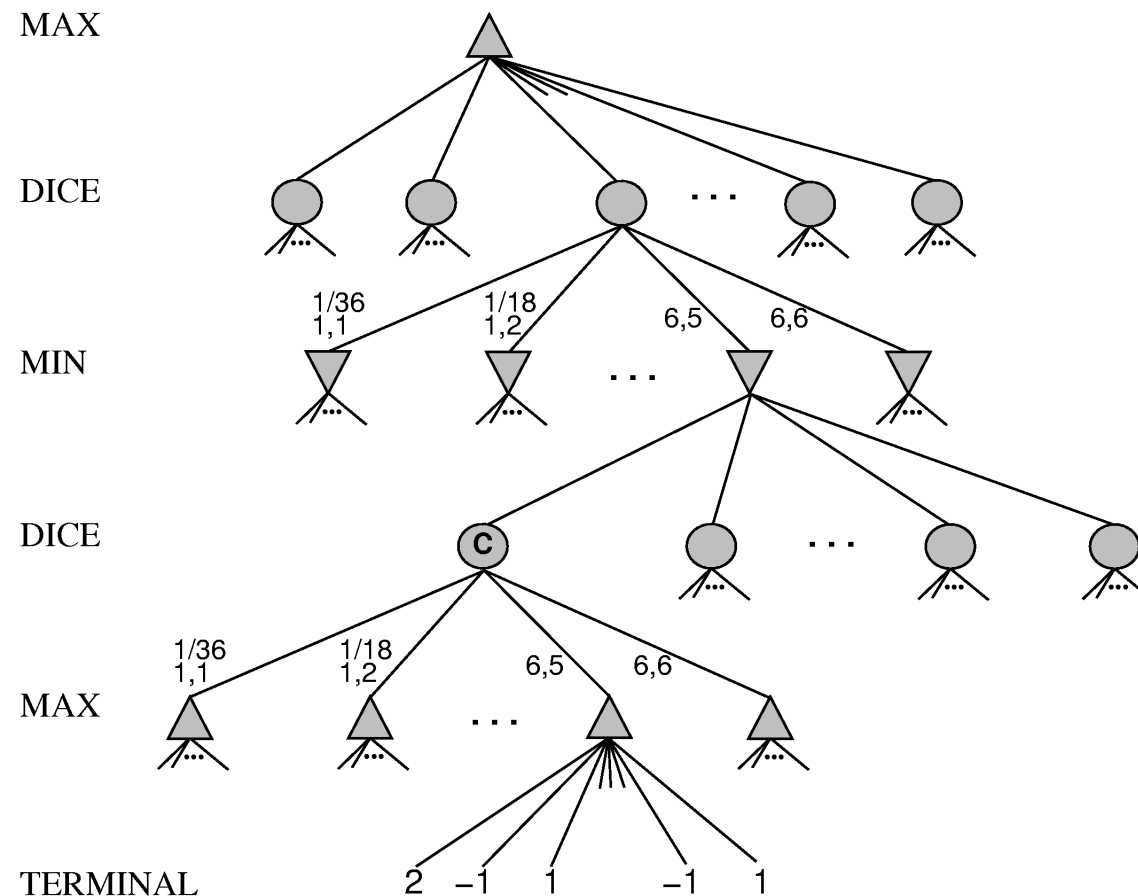 MAX
DICE
...
1/36 1/18
1,1 1,2 6,5 6,6
MIN
...
DICE
C
...
1/36 1/18
1,1 1,2 6,5 6,6
MAX
...
TERMINAL 2 −1 1 −1 1